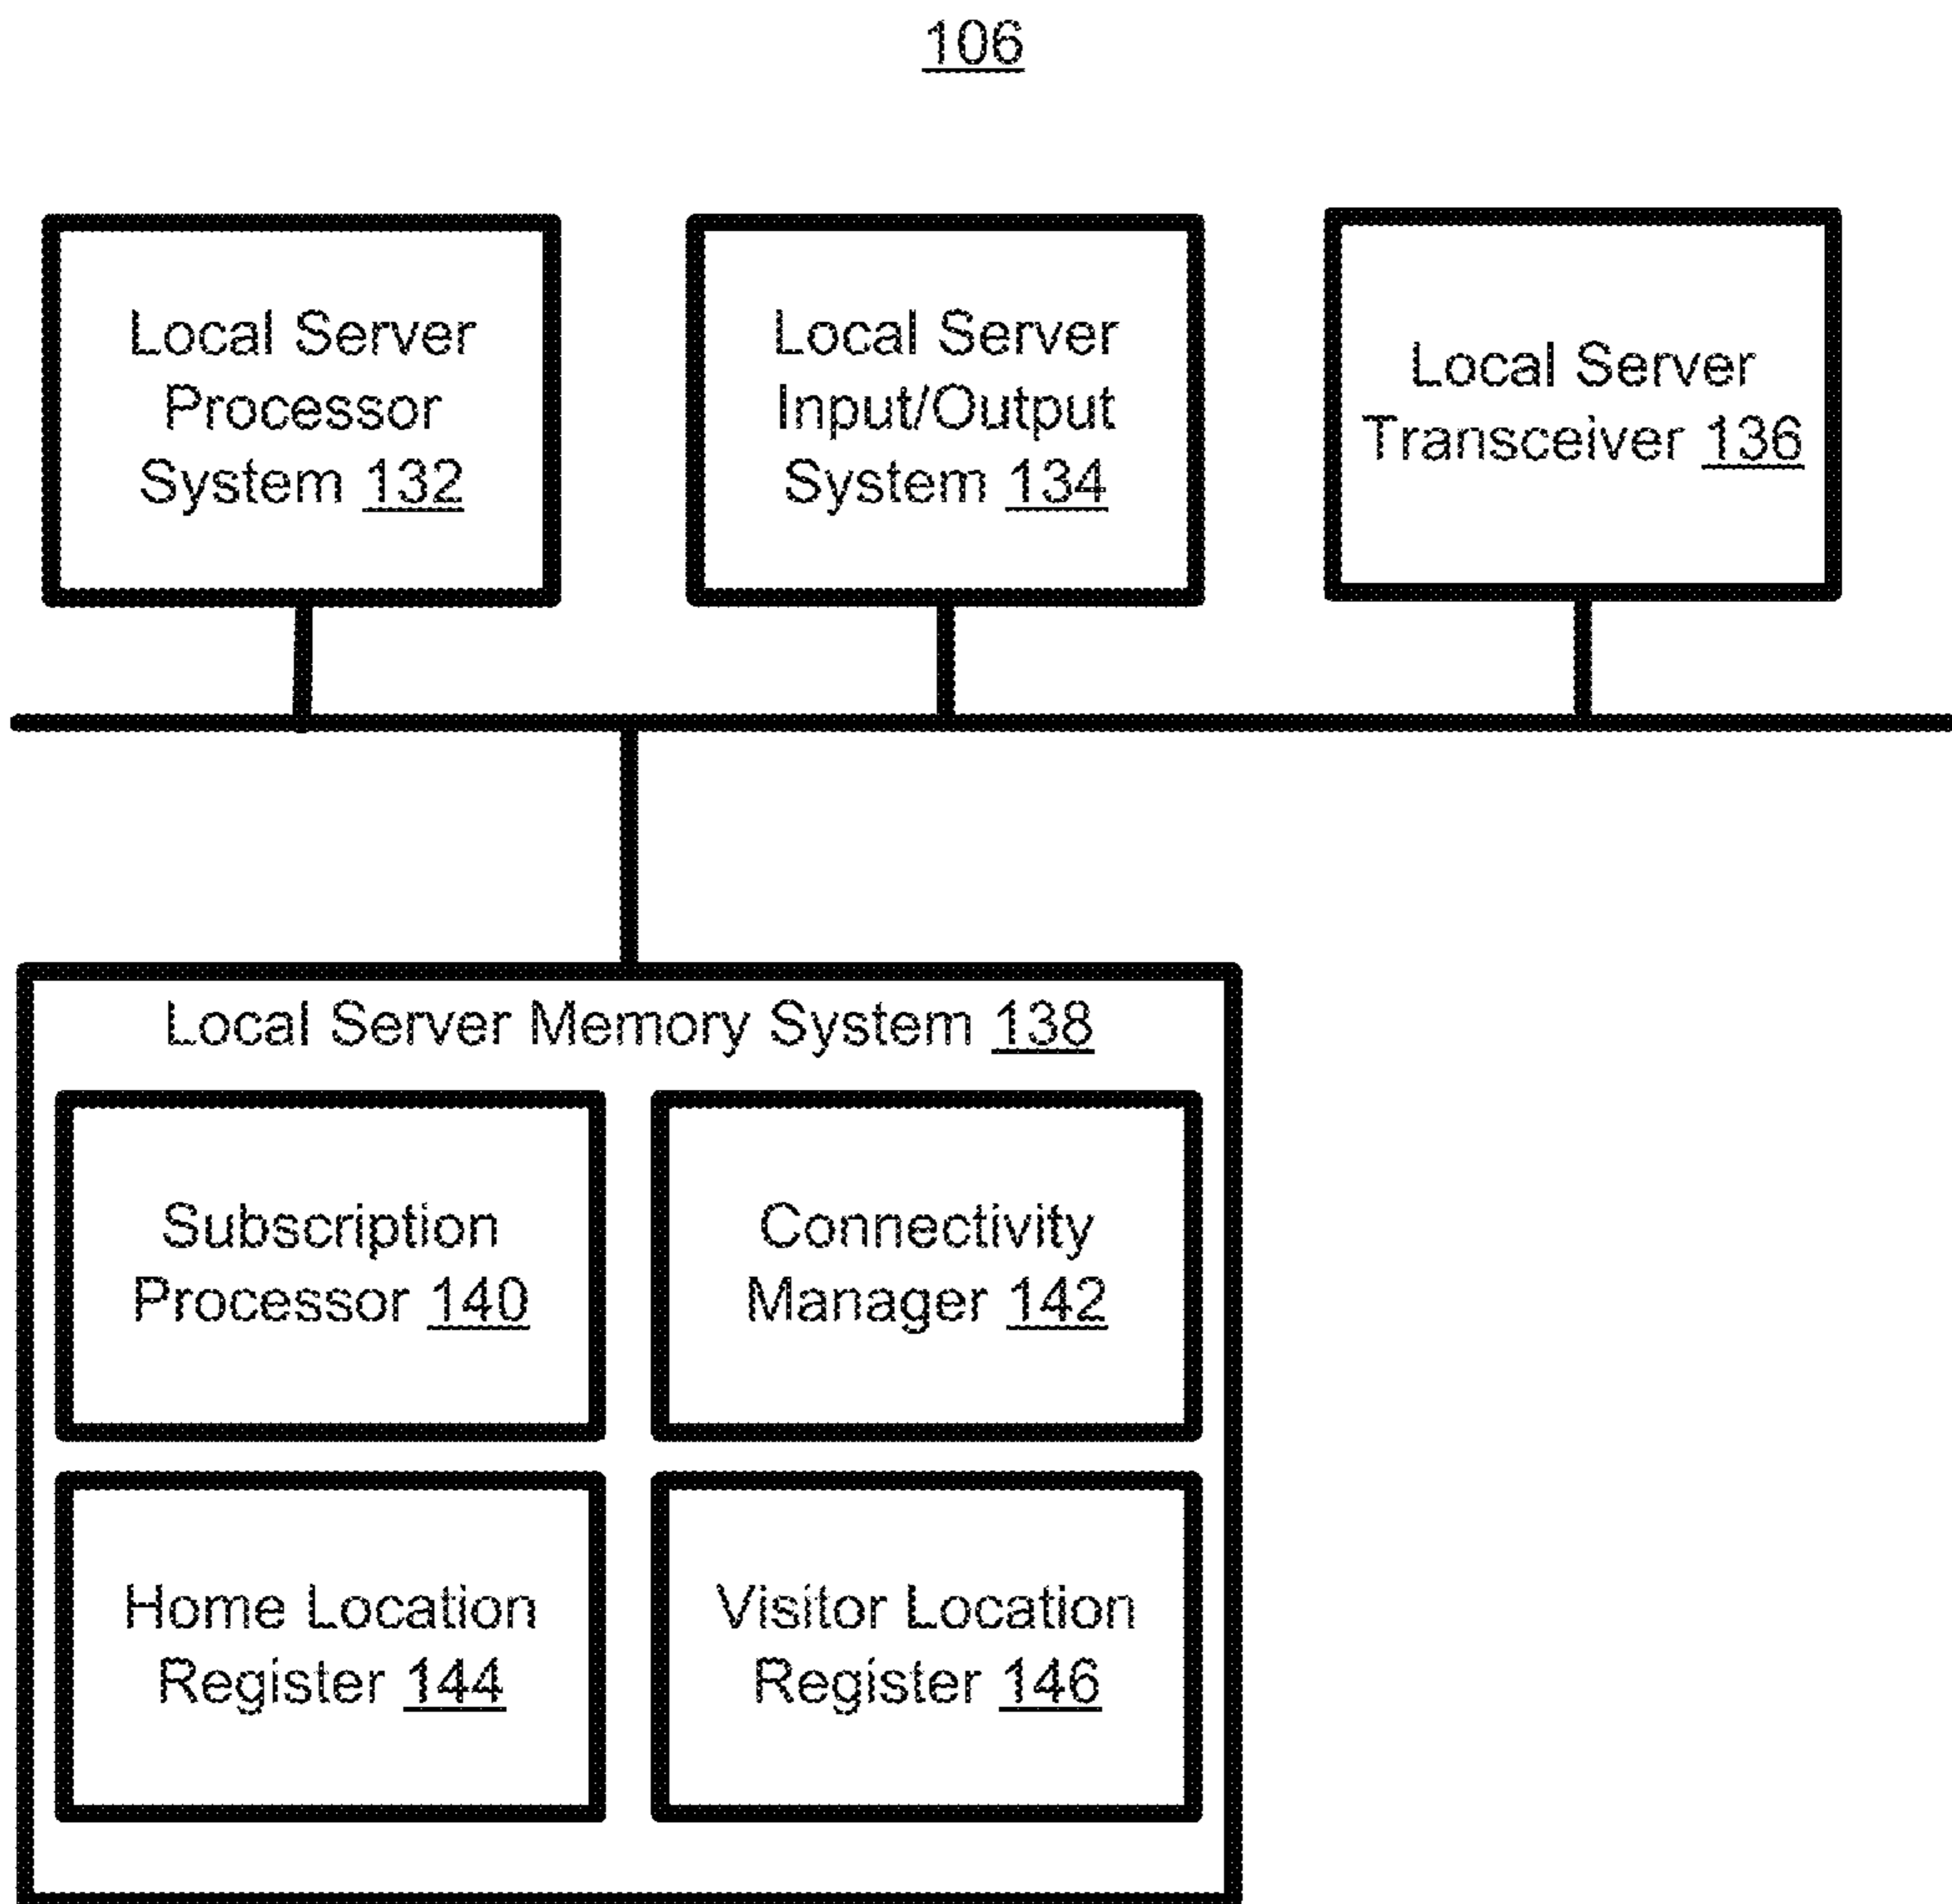 106
Local Server
Processor
System 132
Local Server
Input/Output
System 134
Local Server
Transceiver 136
Local Server Memory System 138
Subscription
Processor 140
Connectivity
Manager 142
Home Location
Register 144
Visitor Location
Register 146